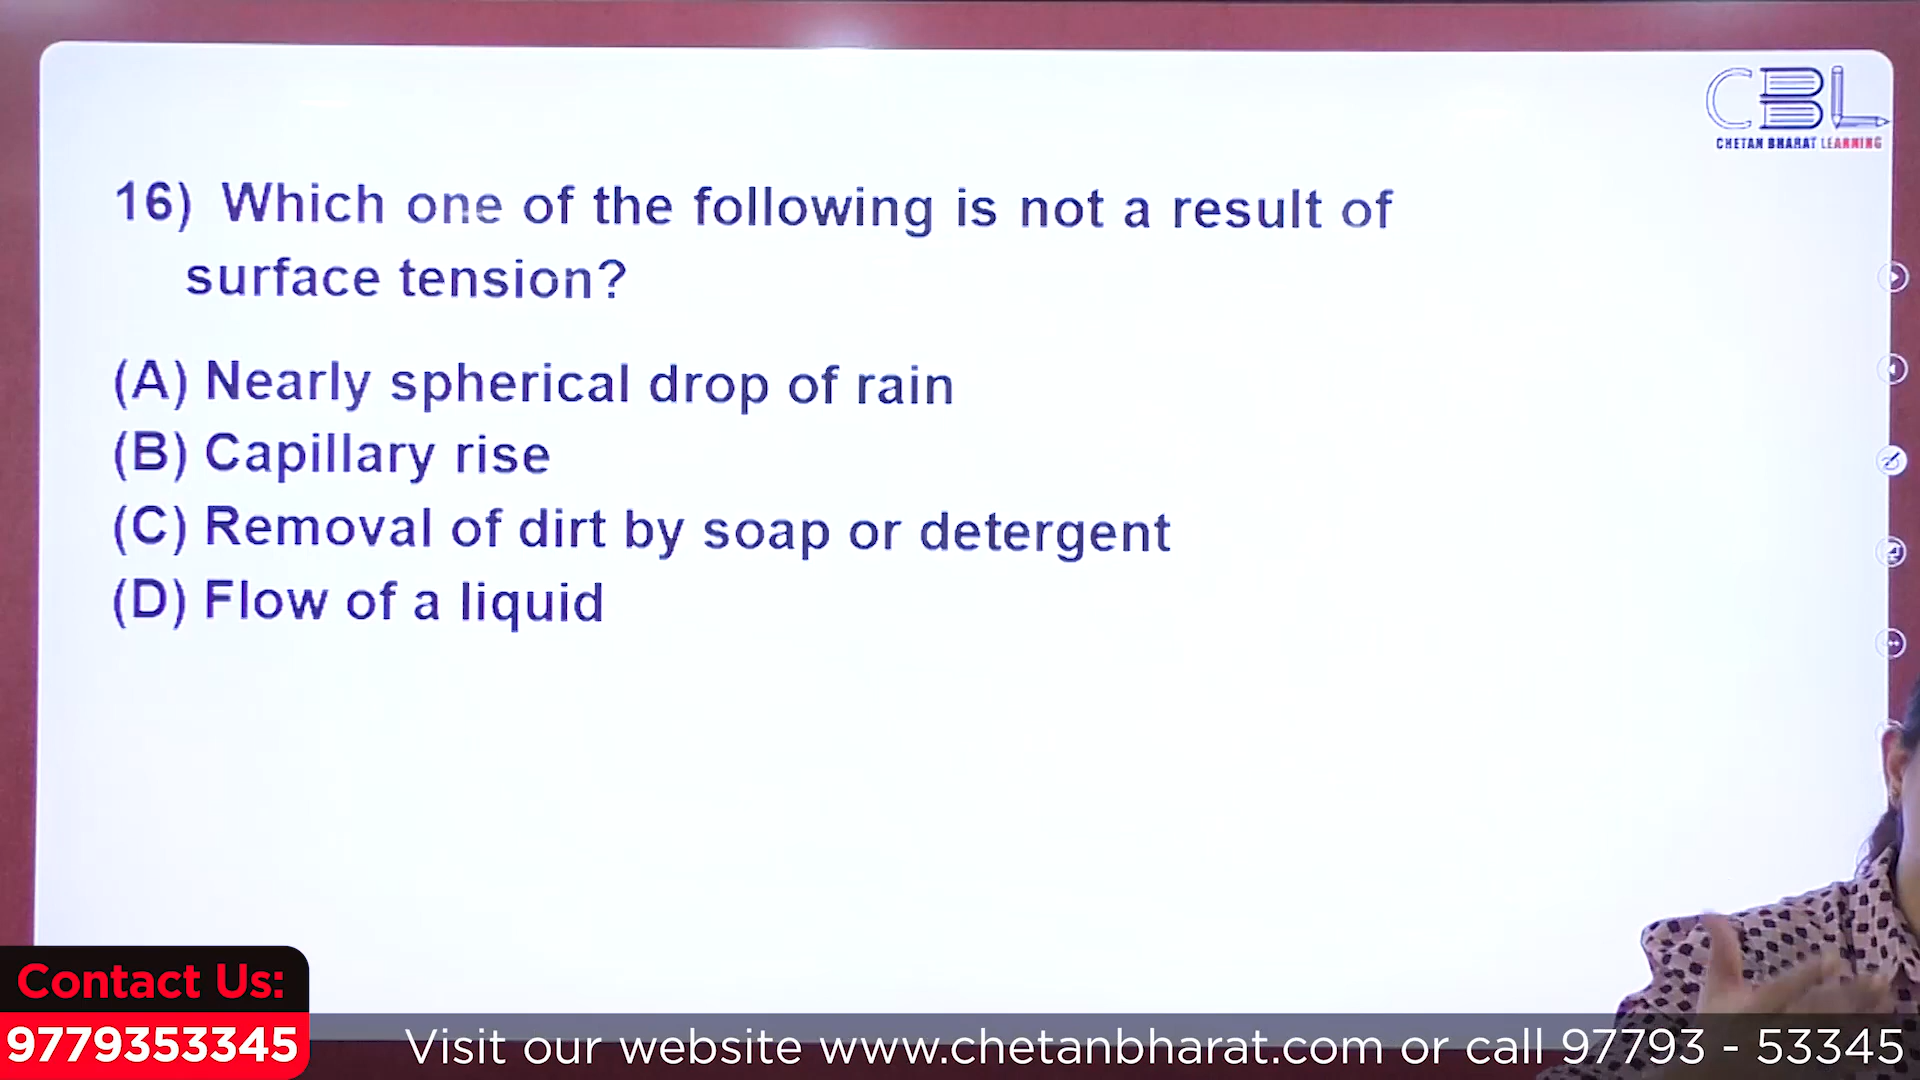 CBL
CHETAN BHARAT LEARNING
16) Which one of the following is not a result of
surface tension?
(A) Nearly spherical drop of rain
(B) Capillary rise
(C) Removal of dirt by soap or detergent
(D) Flow of a liquid
Contact Us:
9779353345
Visit our website www.chetanbharat.com or call 97793 - 53345